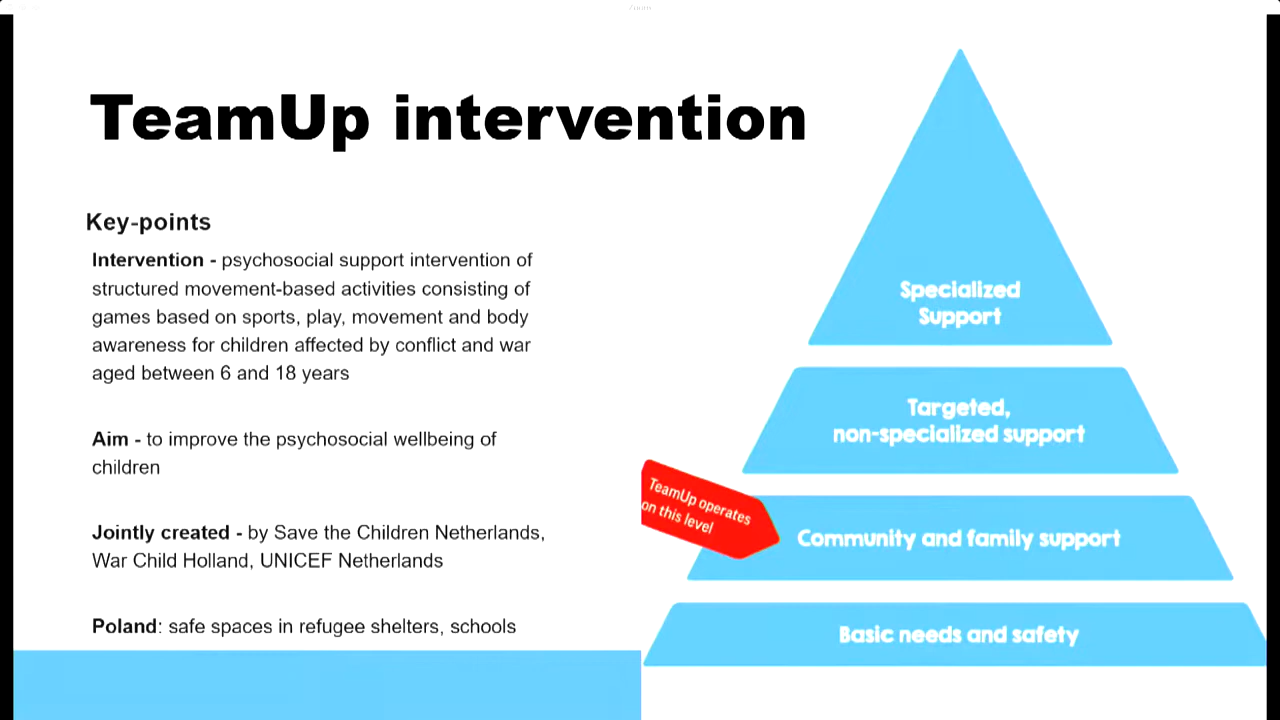 Zoom
TeamUp intervention
Key-points
Intervention - psychosocial support intervention of
structured movement-based activities consisting of
games based on sports, play, movement and body
awareness for children affected by conflict and war
aged between 6 and 18 years
Aim - to improve the psychosocial wellbeing of
children
Jointly created - by Save the Children Netherlands,
War Child Holland, UNICEF Netherlands
Poland: safe spaces in refugee shelters, schools
Specialized
Support
Targeted,
non-specialized support
TeamUp operates
on this level
Community and family support
Basic needs and safety